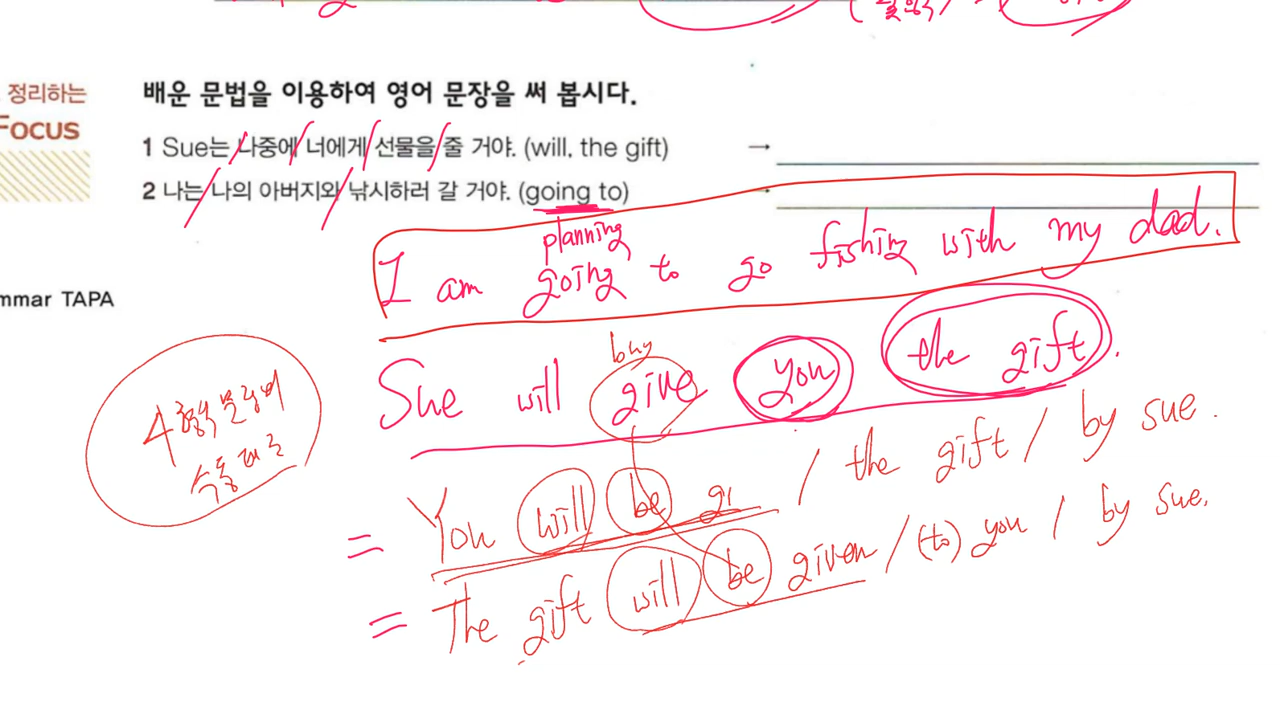 정리하는
FOCUS
배운 문법을 이용하여 영어 문장을 써 봅시다.
1 Sue는 나중에 너에게 선물을 줄 거야. (will, the gift) →
2 나는 나의 아버지와 낚시하러 갈 거야. (going to) →
planning
I am going to go fishing with my dad.
mmar TAPA
buy
Sue will give you the gift.
4형식 문장의
수동태로
= You will be gi / the gift / by sue.
= The gift will be given / (to) you / by sue.